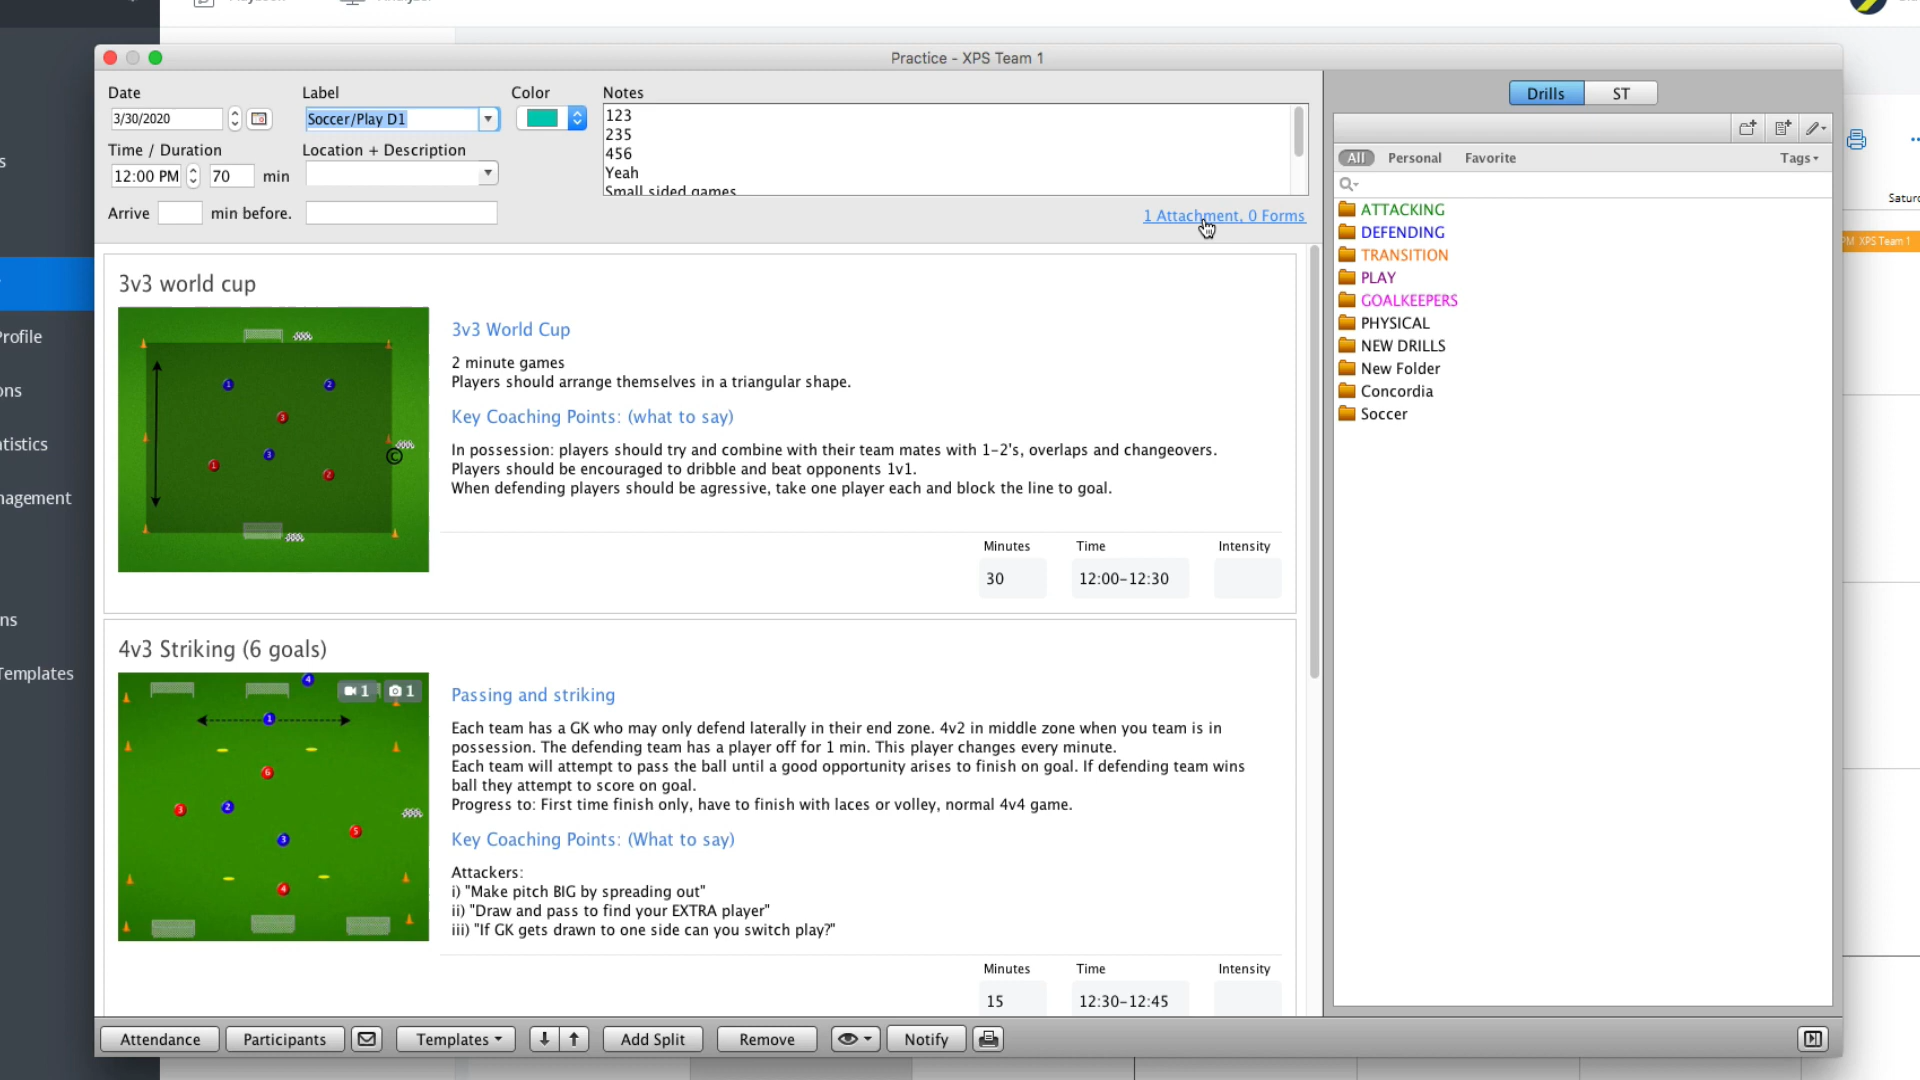 Practice - XPS Team 1
Date
Label
Color
Notes
3/30/2020
Soccer/Play D1
123
235
456
Yeah
Small sided games
Time / Duration
Location + Description
12:00 PM
70
min
Arrive
min before.
1 Attachment, 0 Forms
3v3 world cup
3v3 World Cup
2 minute games
Players should arrange themselves in a triangular shape.
Key Coaching Points: (what to say)
In possession: players should try and combine with their team mates with 1-2's, overlaps and changeovers.
Players should be encouraged to dribble and beat opponents 1v1.
When defending players should be agressive, take one player each and block the line to goal.
Minutes
Time
Intensity
30
12:00-12:30
4v3 Striking (6 goals)
1
1
Passing and striking
Each team has a GK who may only defend laterally in their end zone. 4v2 in middle zone when you team is in
possession. The defending team has a player off for 1 min. This player changes every minute.
Each team will attempt to pass the ball until a good opportunity arises to finish on goal. If defending team wins
ball they attempt to score on goal.
Progress to: First time finish only, have to finish with laces or volley, normal 4v4 game.
Key Coaching Points: (What to say)
Attackers:
i) "Make pitch BIG by spreading out"
ii) "Draw and pass to find your EXTRA player"
iii) "If GK gets drawn to one side can you switch play?"
Minutes
Time
Intensity
15
12:30-12:45
Attendance
Participants
Templates
Add Split
Remove
Notify
Drills
ST
All
Personal
Favorite
Tags
ATTACKING
DEFENDING
TRANSITION
PLAY
GOALKEEPERS
PHYSICAL
NEW DRILLS
New Folder
Concordia
Soccer
XPS Team 1
Templates